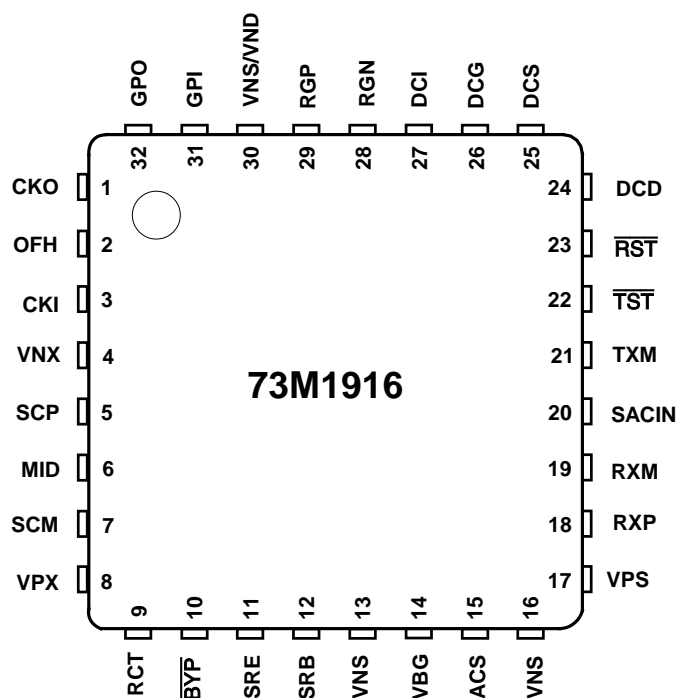 GPO
GPI
VNS/VND
RGP
RGN
DCI
DCG
DCS
32
31
30
29
28
27
26
25
CKO 1
OFH 2
CKI 3
VNX 4
SCP 5
MID 6
SCM 7
VPX 8
73M1916
24 DCD
23 RST
22 TST
21 TXM
20 SACIN
19 RXM
18 RXP
17 VPS
9
10
11
12
13
14
15
16
RCT
BYP
SRE
SRB
VNS
VBG
ACS
VNS